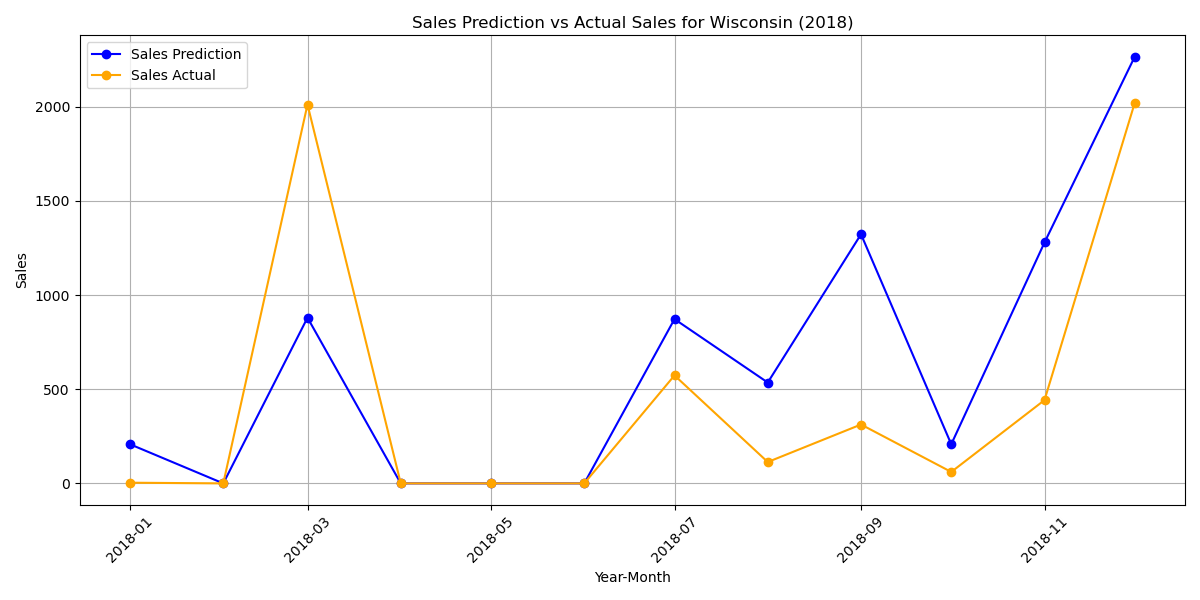 Sales Prediction vs Actual Sales for Wisconsin (2018)
Sales Prediction
Sales Actual
Sales
2000
1500
1000
500
0
2018-01
2018-03
2018-05
2018-07
2018-09
2018-11
Year-Month